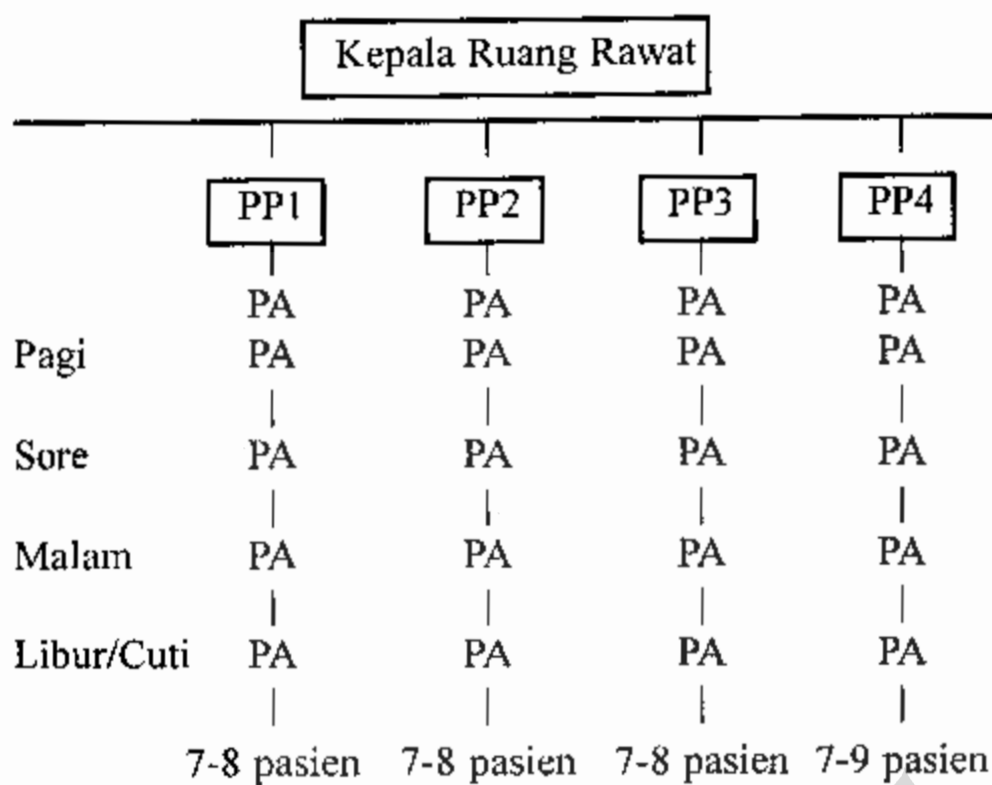 Kepala Ruang Rawat
PP1 PP2 PP3 PP4
PA PA PA PA
Pagi PA PA PA PA
Sore PA PA PA PA
Malam PA PA PA PA
Libur/Cuti PA PA PA PA
7-8 pasien 7-8 pasien 7-8 pasien 7-9 pasien